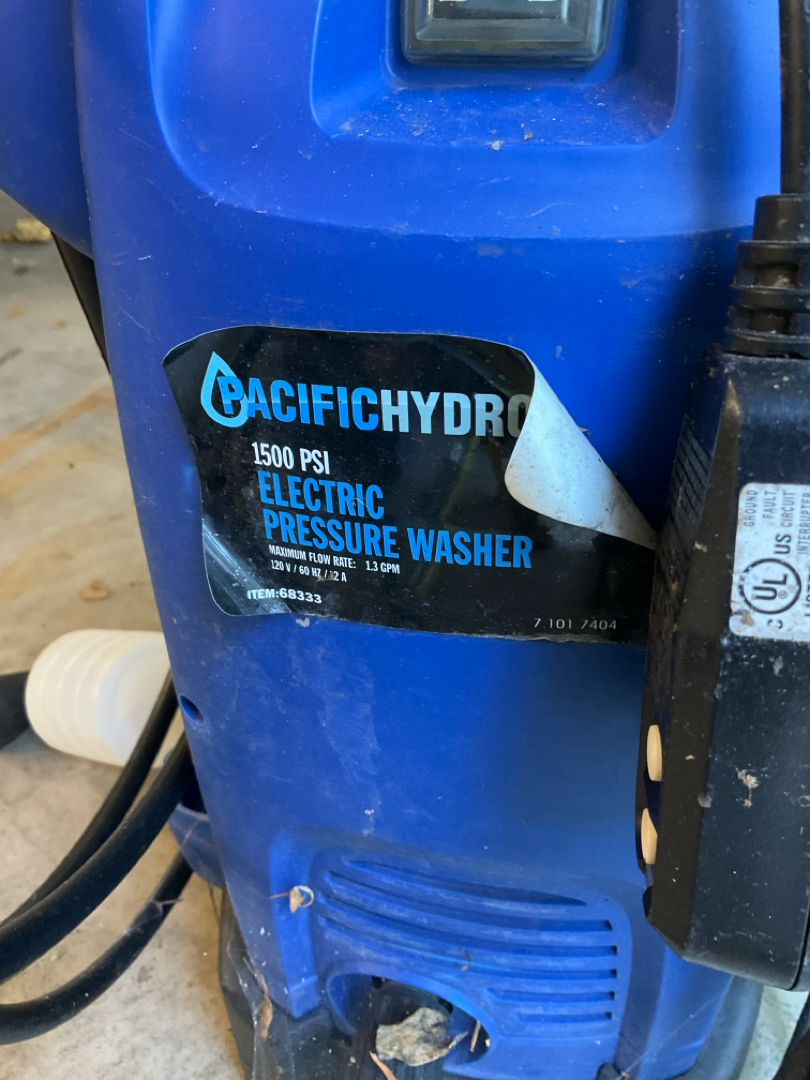 PACIFICHYDRO
1500 PSI
ELECTRIC
PRESSURE WASHER
MAXIMUM FLOW RATE: 1.3 GPM
120 V / 60 HZ / 12 A
ITEM:68333
7.101.7404
GROUND
FAULT
CIRCUIT
C UL US